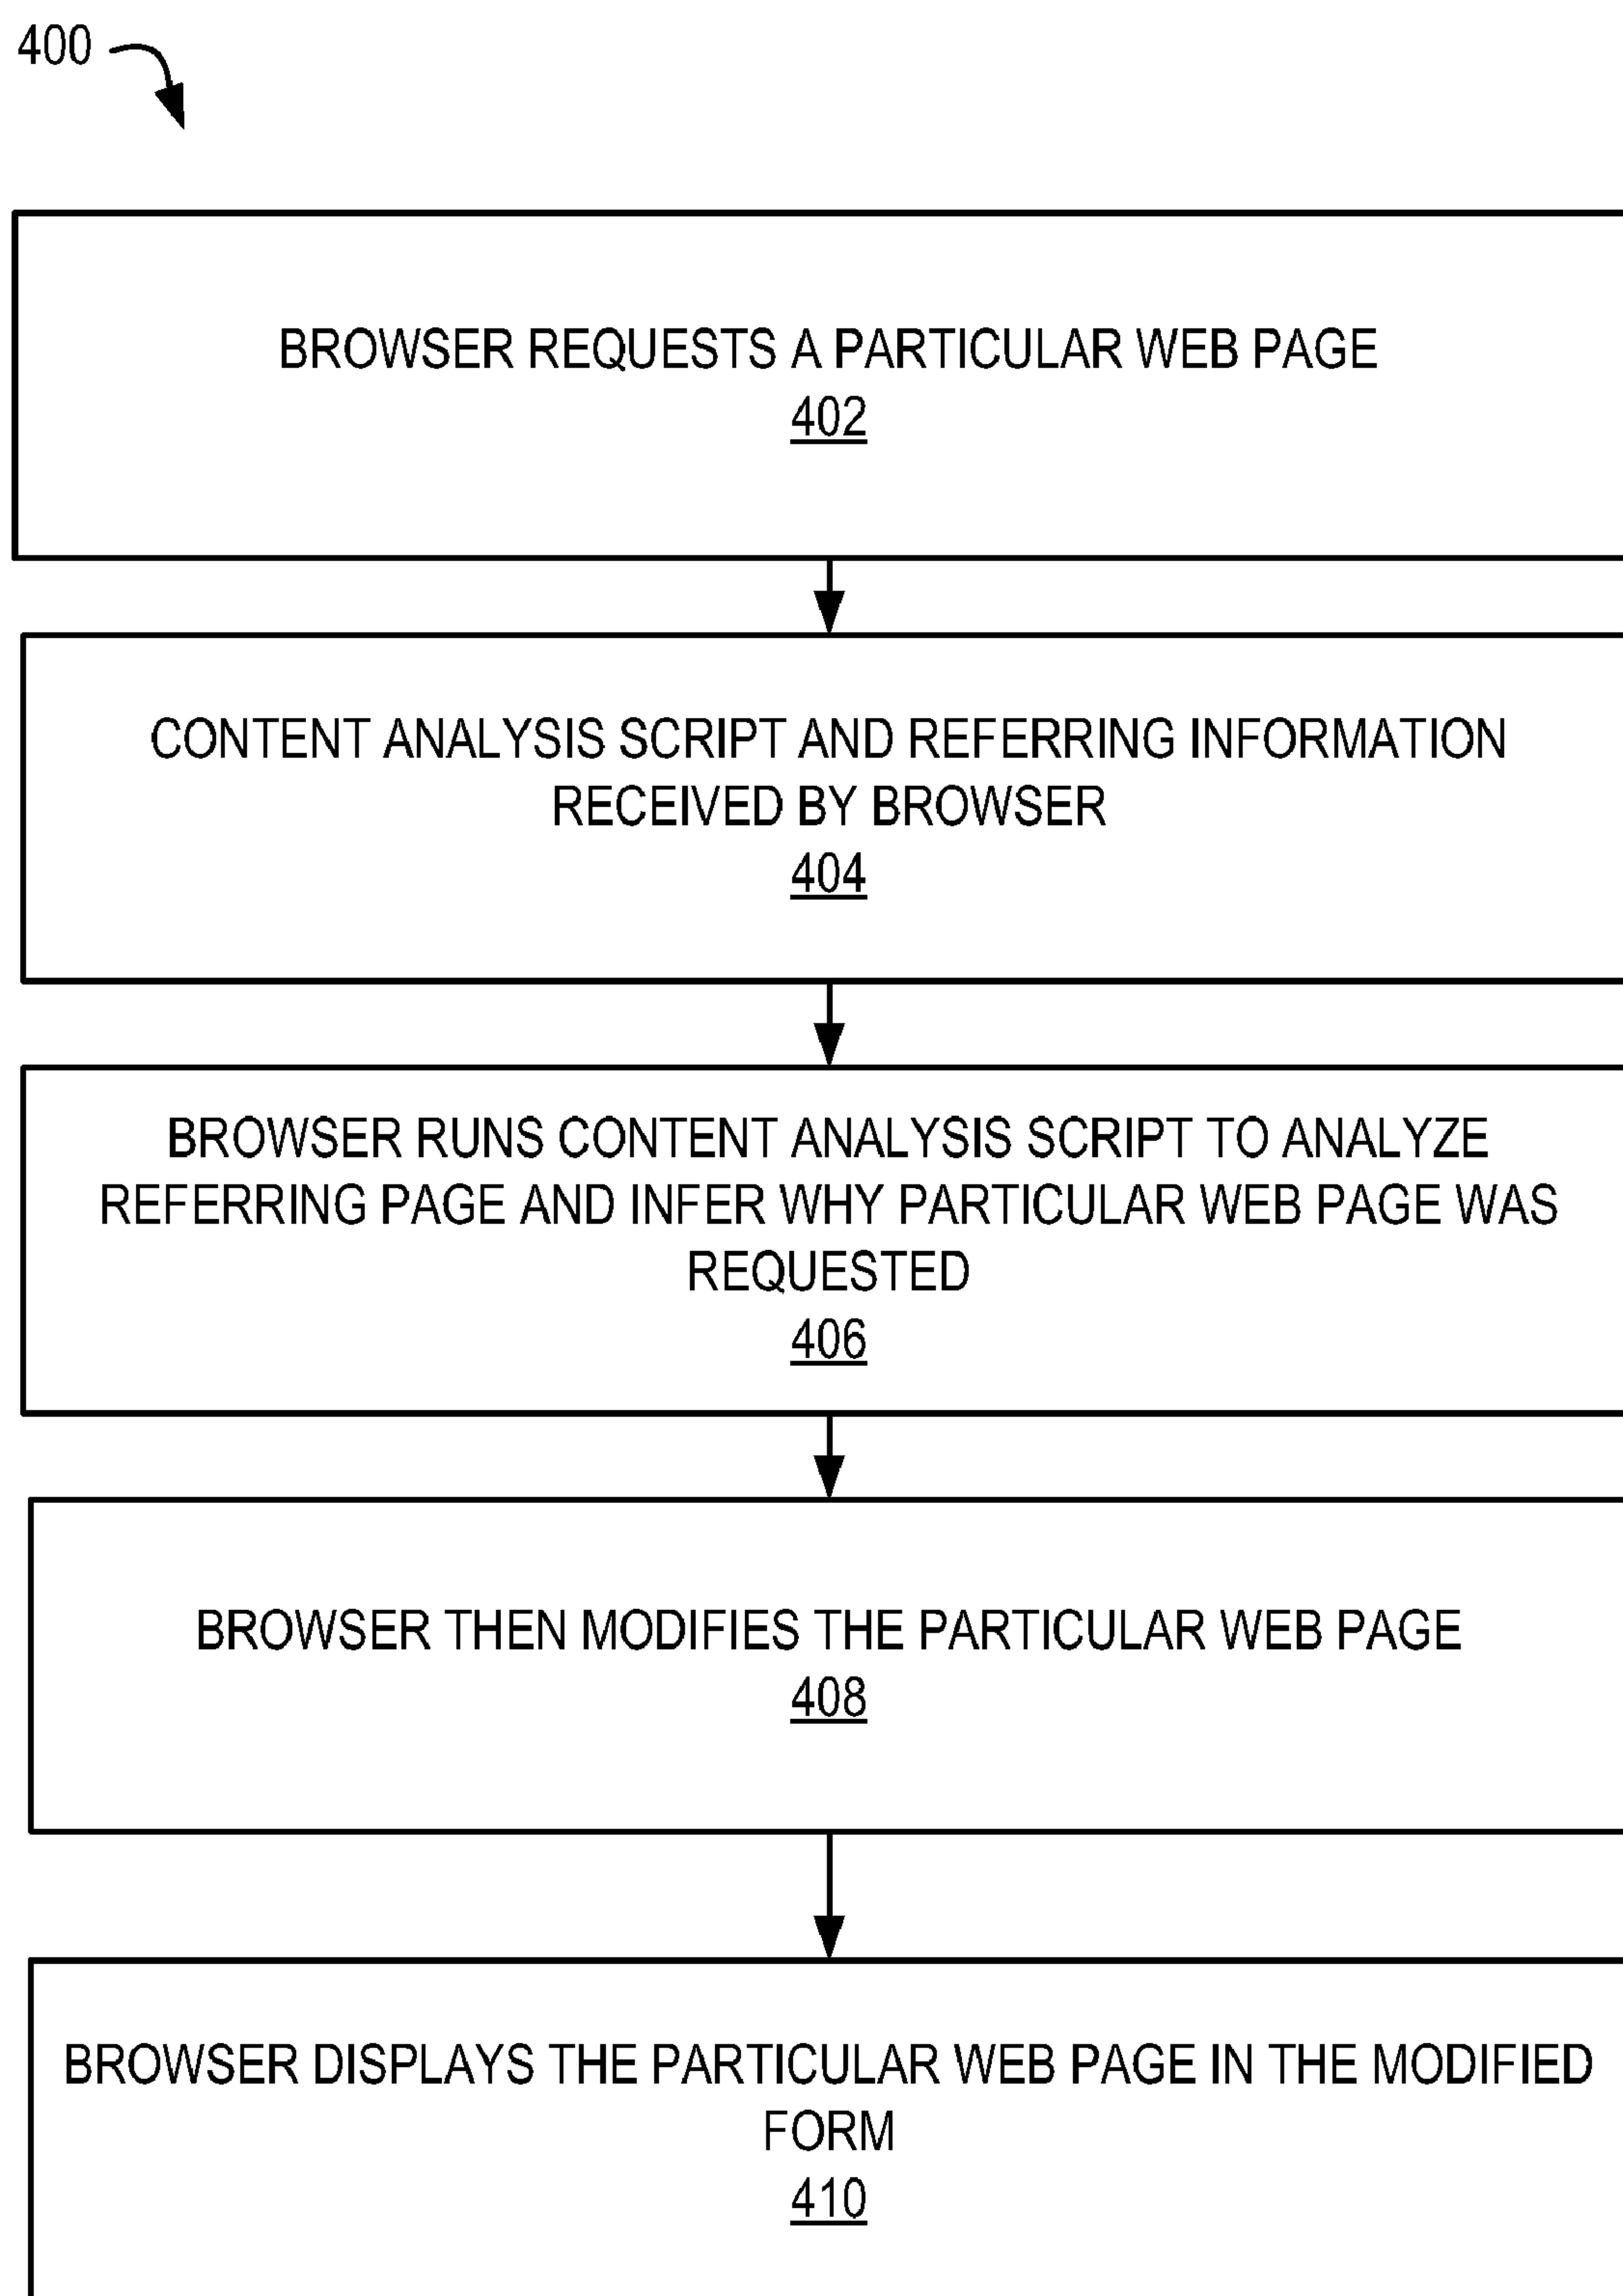 400
BROWSER REQUESTS A PARTICULAR WEB PAGE
402
CONTENT ANALYSIS SCRIPT AND REFERRING INFORMATION
RECEIVED BY BROWSER
404
BROWSER RUNS CONTENT ANALYSIS SCRIPT TO ANALYZE
REFERRING PAGE AND INFER WHY PARTICULAR WEB PAGE WAS
REQUESTED
406
BROWSER THEN MODIFIES THE PARTICULAR WEB PAGE
408
BROWSER DISPLAYS THE PARTICULAR WEB PAGE IN THE MODIFIED
FORM
410